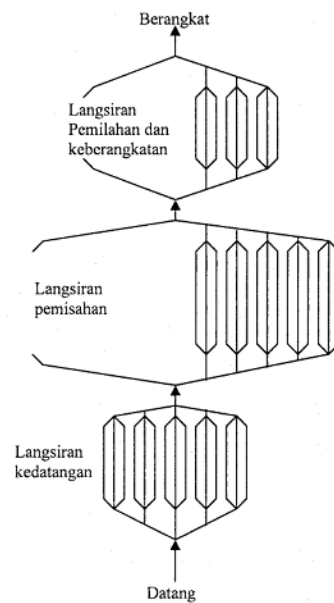 Berangkat
Langsiran
Pemilahan dan
keberangkatan
Langsiran
pemisahan
Langsiran
kedatangan
Datang